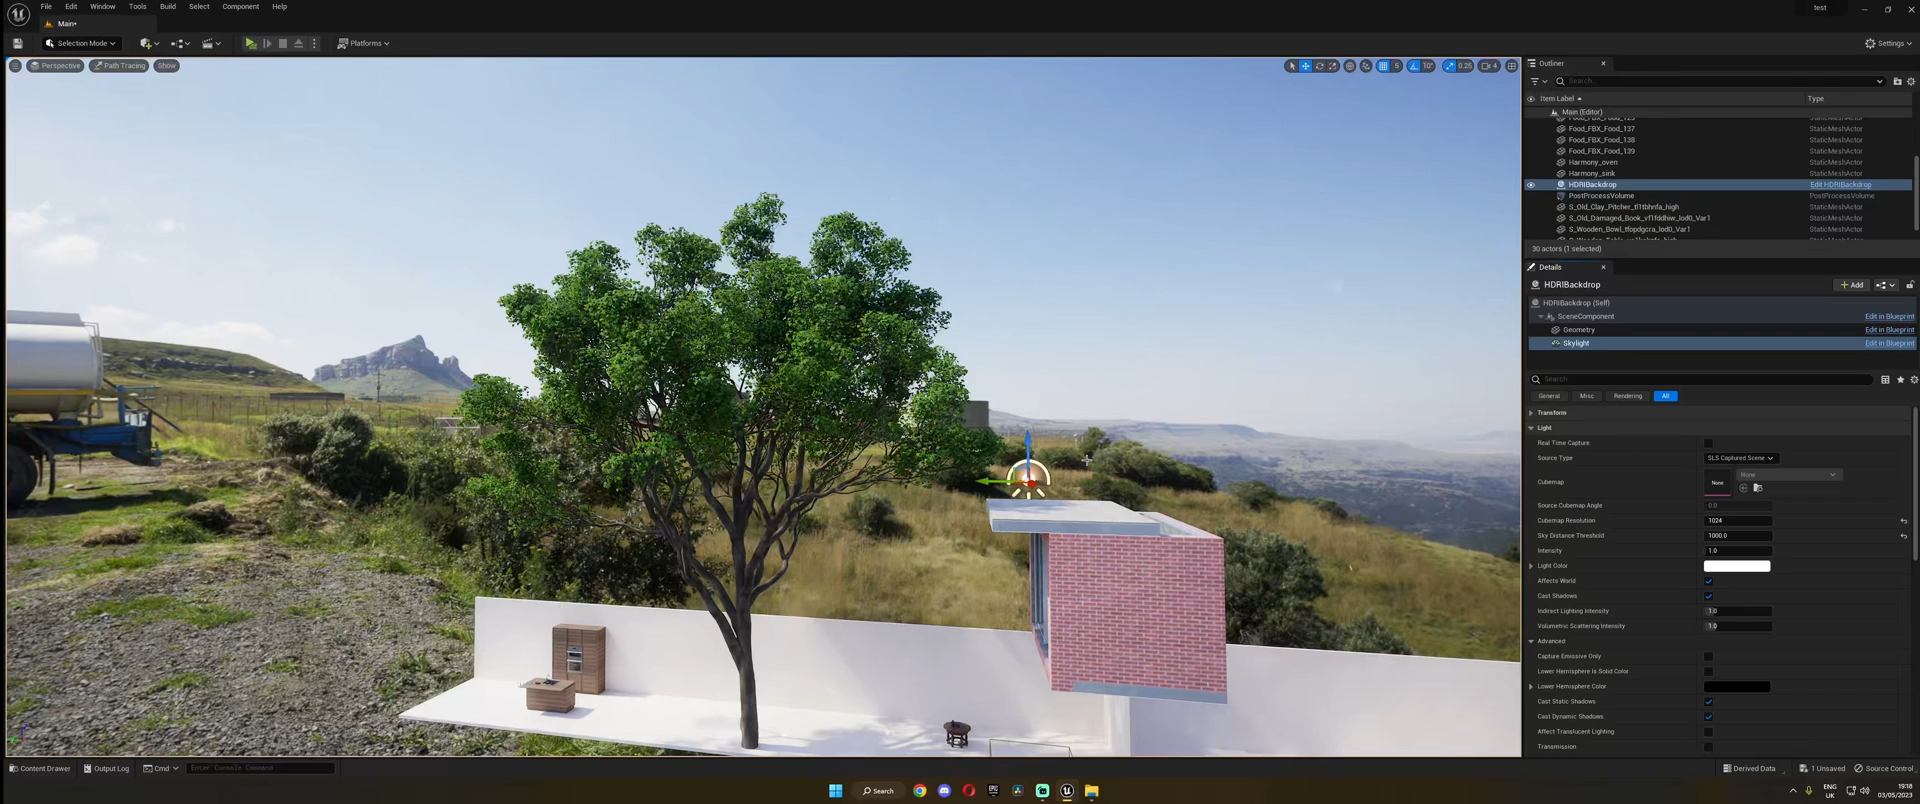 File Edit Window Tools Build Select Component Help
test
Main•
Selection Mode
Platforms
Settings
Perspective Path Tracing Show
5 10° 0.25 4
Outliner
Search...
Item Label Type
Main (Editor)
Food_FBX_Food_137 StaticMeshActor
Food_FBX_Food_138 StaticMeshActor
Food_FBX_Food_139 StaticMeshActor
Harmony_oven StaticMeshActor
Harmony_sink StaticMeshActor
HDRIBackdrop Edit HDRIBackdrop
PostProcessVolume PostProcessVolume
S_Old_Clay_Pitcher_tl1tbhnfa_high StaticMeshActor
S_Old_Damaged_Book_vf1fddhiw_lod0_Var1 StaticMeshActor
S_Wooden_Bowl_tfopdgcra_lod0_Var1 StaticMeshActor
30 actors (1 selected)
Details
HDRIBackdrop
Add
HDRIBackdrop (Self)
SceneComponent Edit in Blueprint
Geometry Edit in Blueprint
Skylight Edit in Blueprint
Search
General Misc Rendering All
Transform
Light
Real Time Capture
Source Type SLS Captured Scene
None
Cubemap None
Source Cubemap Angle 0.0
Cubemap Resolution 1024
Sky Distance Threshold 1000.0
Intensity 1.0
Light Color
Affects World
Cast Shadows
Indirect Lighting Intensity 1.0
Volumetric Scattering Intensity 1.0
Advanced
Capture Emissive Only
Lower Hemisphere Is Solid Color
Lower Hemisphere Color
Cast Static Shadows
Cast Dynamic Shadows
Affect Translucent Lighting
Transmission
Content Drawer Output Log Cmd Enter Console Command
Derived Data 1 Unsaved Source Control
Search
EPIC
ENG
UK
19:18
03/05/2023